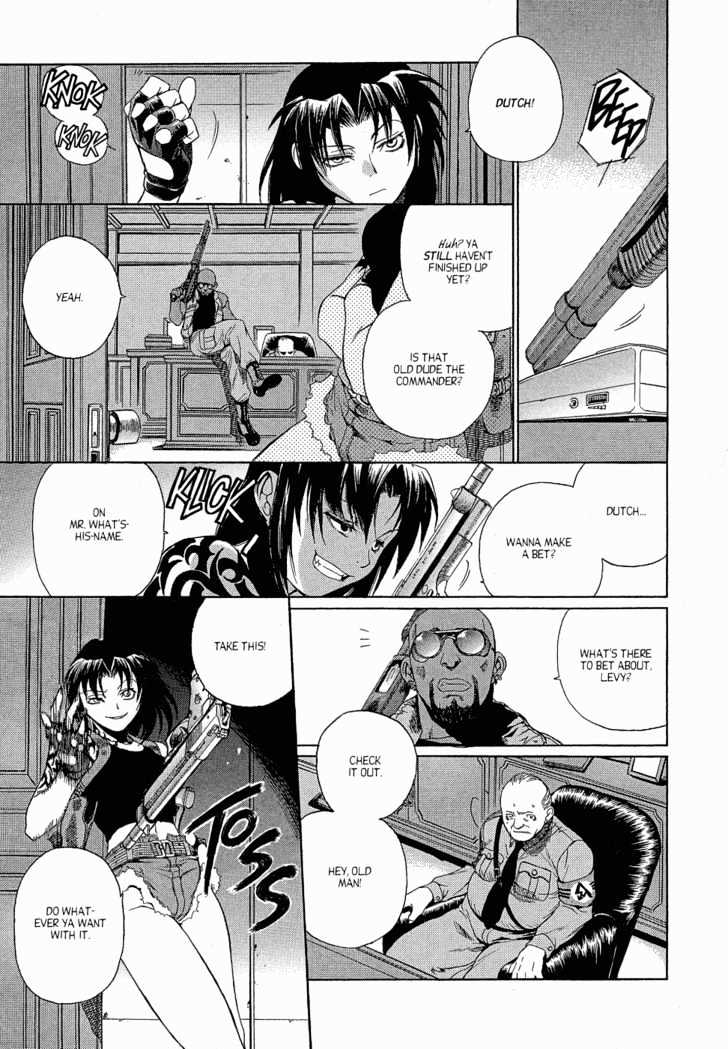 BEEP
DUTCH!
KNOK
KNOK
Huh? YA
STILL HAVEN'T
FINISHED UP
YET?
IS THAT
OLD DUDE THE
COMMANDER?
YEAH.
DUTCH...
WANNA MAKE
A BET?
KLICK
ON
MR. WHAT'S-
HIS-NAME.
WHAT'S THERE
TO BET ABOUT,
LEVY?
CHECK
IT OUT.
HEY, OLD
MAN!
TAKE THIS!
TOSS
DO WHAT-
EVER YA WANT
WITH IT.